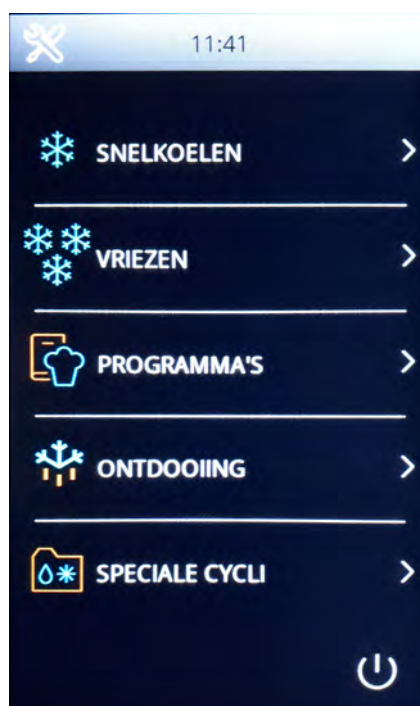 11:41
SNELKOELEN
VRIEZEN
PROGRAMMA'S
ONTDOOIING
SPECIALE CYCLI